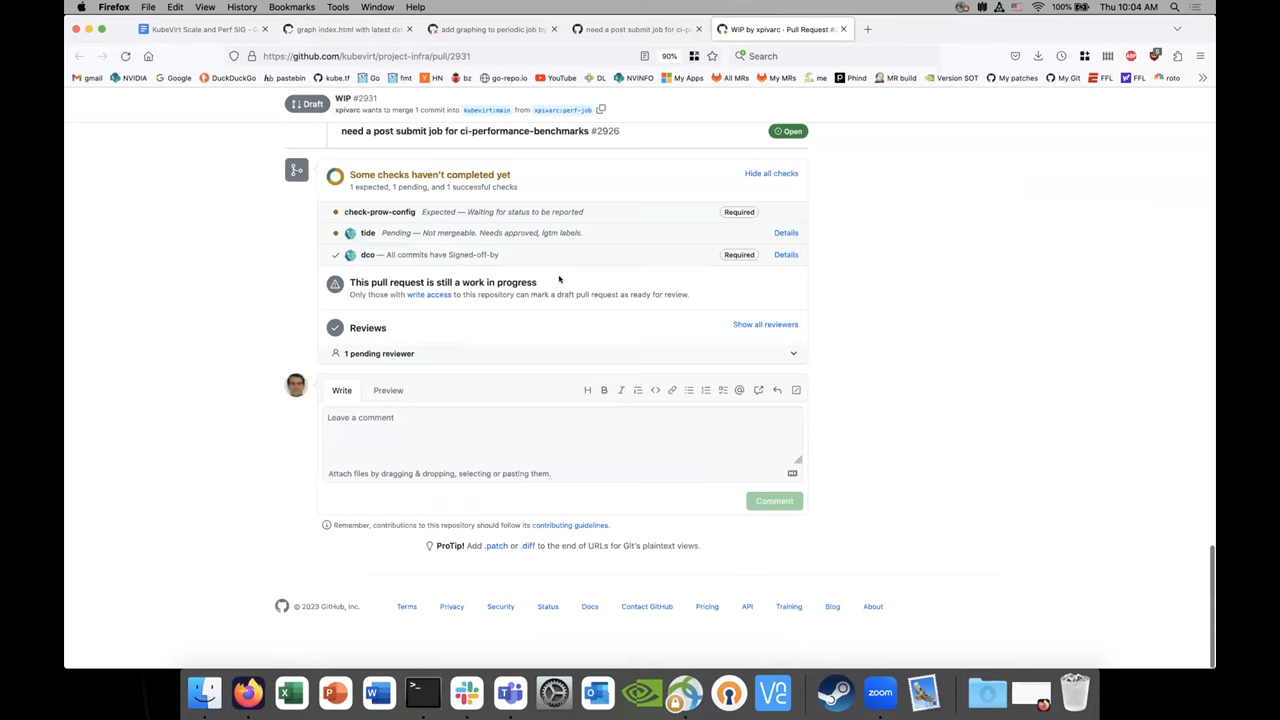 Firefox File Edit View History Bookmarks Tools Window Help 100% Thu 10:04 AM
KubeVirt Scale and Perf SIG - G
graph index.html with latest dat
add graphing to periodic job by
need a post submit job for ci-p
WIP by xpivarc · Pull Request #2
https://github.com/kubevirt/project-infra/pull/2931
90%
Search
gmail NVIDIA Google DuckDuckGo pastebin kube.tf Go fmt HN bz go-repo.io YouTube DL NVINFO My Apps All MRs My MRs me Phind MR build Version SOT My patches My Git FFL FFL roto
Draft
WIP #2931
xpivarc wants to merge 1 commit into kubevirt:main from xpivarc:perf-job
need a post submit job for ci-performance-benchmarks #2926
Open
Some checks haven't completed yet
Hide all checks
1 expected, 1 pending, and 1 successful checks
check-prow-config Expected — Waiting for status to be reported Required
tide Pending — Not mergeable. Needs approved, lgtm labels. Details
dco — All commits have Signed-off-by Required Details
This pull request is still a work in progress
Only those with write access to this repository can mark a draft pull request as ready for review.
Reviews
Show all reviewers
1 pending reviewer
Write Preview
Leave a comment
Attach files by dragging & dropping, selecting or pasting them.
Comment
Remember, contributions to this repository should follow its contributing guidelines.
ProTip! Add .patch or .diff to the end of URLs for Git's plaintext views.
© 2023 GitHub, Inc. Terms Privacy Security Status Docs Contact GitHub Pricing API Training Blog About
zoom